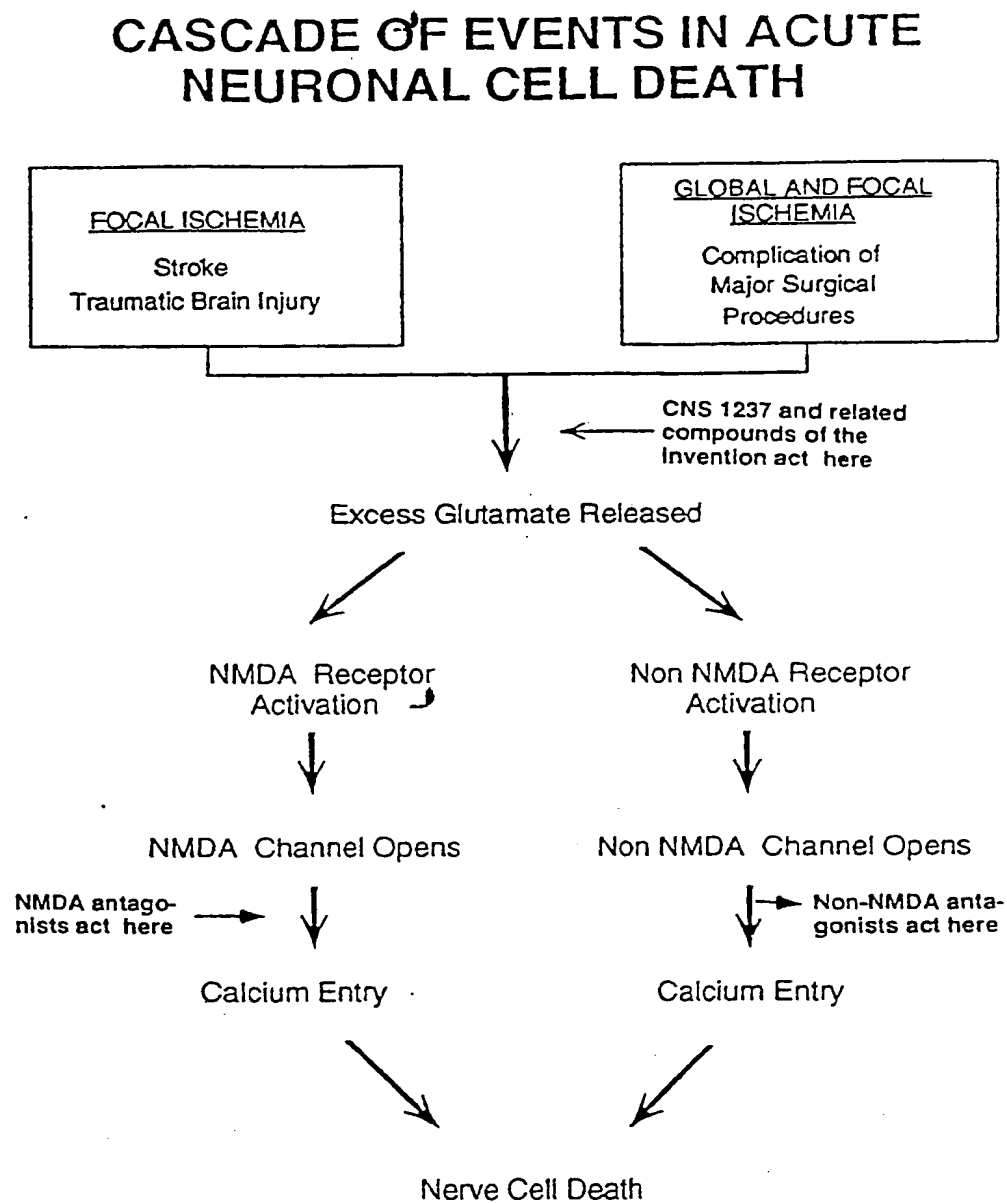 CASCADE OF EVENTS IN ACUTE
NEURONAL CELL DEATH
FOCAL ISCHEMIA
Stroke
Traumatic Brain Injury
GLOBAL AND FOCAL
ISCHEMIA
Complication of
Major Surgical
Procedures
CNS 1237 and related
compounds of the
Invention act here
Excess Glutamate Released
NMDA Receptor
Activation
Non NMDA Receptor
Activation
NMDA Channel Opens
Non NMDA Channel Opens
NMDA antago-
nists act here
Non-NMDA anta-
gonists act here
Calcium Entry
Calcium Entry
Nerve Cell Death